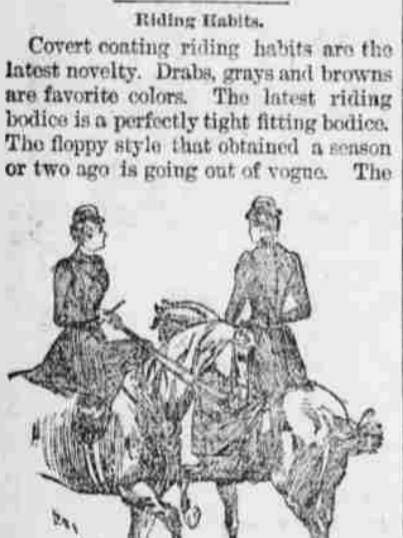 Riding Habits.
Covert coating riding habits are the
latest novelty. Drabs, grays and browns
are favorite colors. The latest riding
bodice is a perfectly tight fitting bodice.
The floppy style that obtained a season
or two ago is going out of vogue. The